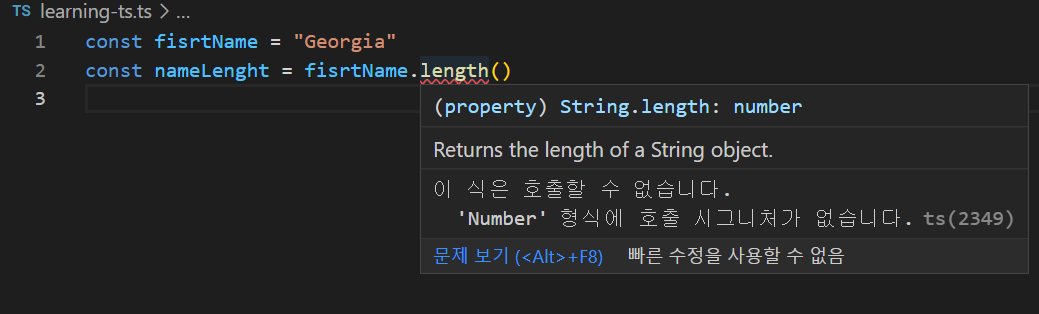 TS learning-ts.ts > ...
1 const fisrtName = "Georgia"
2 const nameLenght = fisrtName.length()
3
(property) String.length: number
Returns the length of a String object.
이 식은 호출할 수 없습니다.
'Number' 형식에 호출 시그니처가 없습니다. ts(2349)
문제 보기 (<Alt>+F8) 빠른 수정을 사용할 수 없음